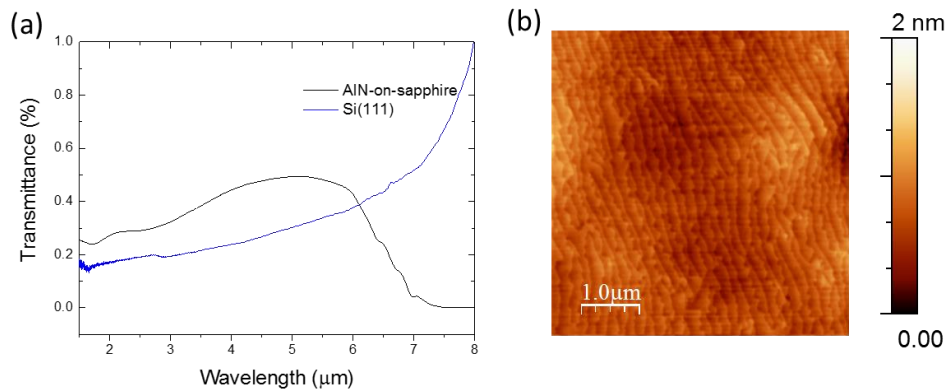 (a)
1.0
0.8
0.6
0.4
0.2
0.0
Transmittance (%)
AlN-on-sapphire
Si(111)
2 3 4 5 6 7 8
Wavelength (μm)
(b)
1.0μm
2 nm
0.00